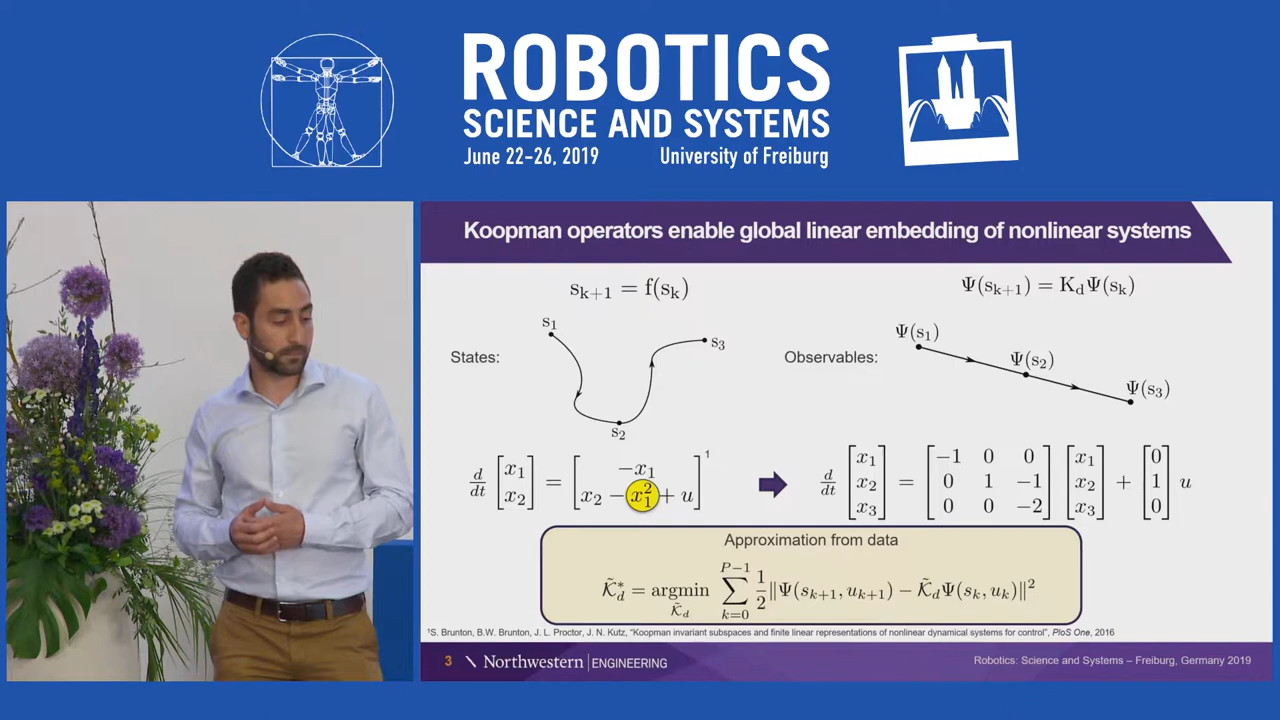 ROBOTICS
SCIENCE AND SYSTEMS
June 22-26, 2019 University of Freiburg
Koopman operators enable global linear embedding of nonlinear systems
s_{k+1} = f(s_k)
Ψ(s_{k+1}) = K_dΨ(s_k)
States:
s_1
s_2
s_3
Observables:
Ψ(s_1)
Ψ(s_2)
Ψ(s_3)
d/dt [x_1; x_2] = [−x_1; x_2 − x_1^2 + u]^1
d/dt [x_1; x_2; x_3] = [−1 0 0; 0 1 −1; 0 0 −2] [x_1; x_2; x_3] + [0; 1; 0] u
Approximation from data
\tilde{K}_d^* = argmin_{\tilde{K}_d} ∑_{k=0}^{P−1} 1/2 ‖Ψ(s_{k+1}, u_{k+1}) − \tilde{K}_dΨ(s_k, u_k)‖^2
¹S. Brunton, B.W. Brunton, J. L. Proctor, J. N. Kutz, "Koopman invariant subspaces and finite linear representations of nonlinear dynamical systems for control", PloS One, 2016
3 Northwestern | ENGINEERING Robotics: Science and Systems – Freiburg, Germany 2019